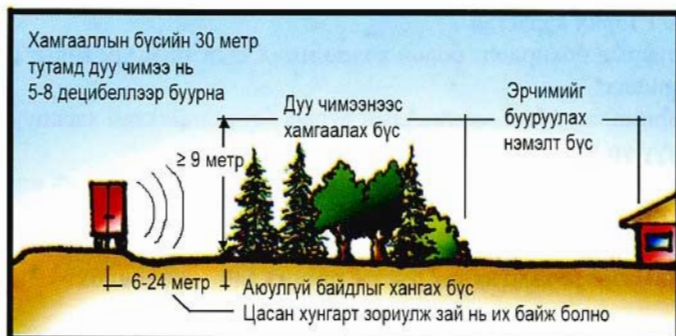 Хамгааллын бүсийн 30 метр
тутамд дуу чимээ нь
5-8 децибеллээр буурна
Дуу чимээнээс
хамгаалах бүс
Эрчимийг
бууруулах
нэмэлт бүс
≥ 9 метр
6-24 метр
Аюулгүй байдлыг хангах бүс
Цасан хунгарт зориулж зай нь их байж болно